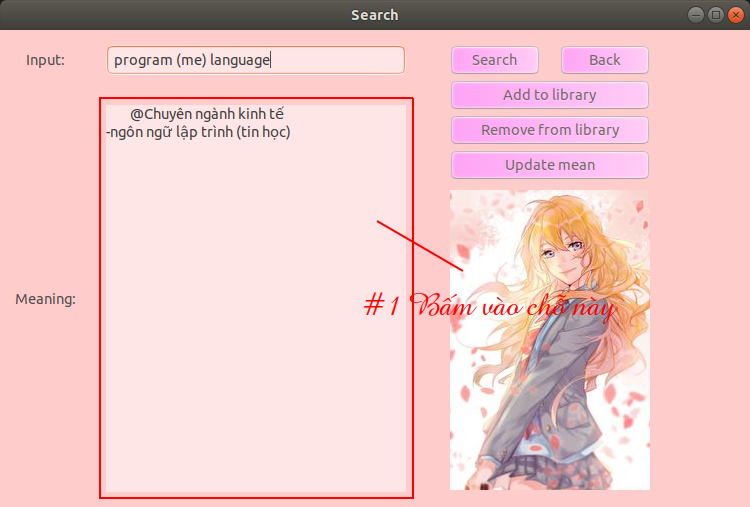 Search
Input:
program (me) language
Search
Back
Add to library
Remove from library
Update mean
Meaning:
@Chuyên ngành kinh tế
-ngôn ngữ lập trình (tin học)
#1 Bấm vào chỗ này